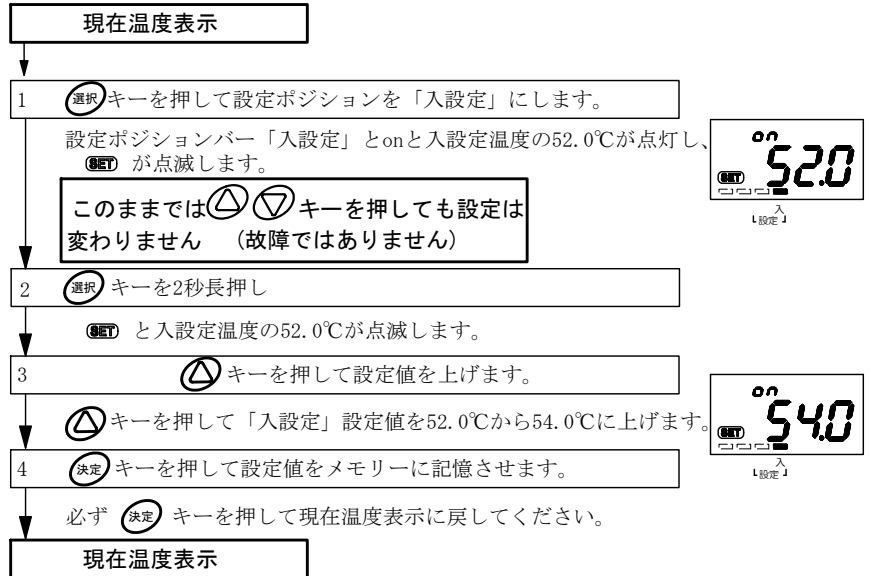 現在温度表示
1 選択キーを押して設定ポジションを「入設定」にします。
設定ポジションバー「入設定」とonと入設定温度の52.0℃が点灯し、
SET が点滅します。
on
SET 52.0
入
設定
このままでは△▽キーを押しても設定は
変わりません （故障ではありません）
2 選択 キーを2秒長押し
SET と入設定温度の52.0℃が点滅します。
3 △キーを押して設定値を上げます。
△キーを押して「入設定」設定値を52.0℃から54.0℃に上げます。
on
SET 54.0
入
設定
4 決定キーを押して設定値をメモリーに記憶させます。
必ず 決定 キーを押して現在温度表示に戻してください。
現在温度表示